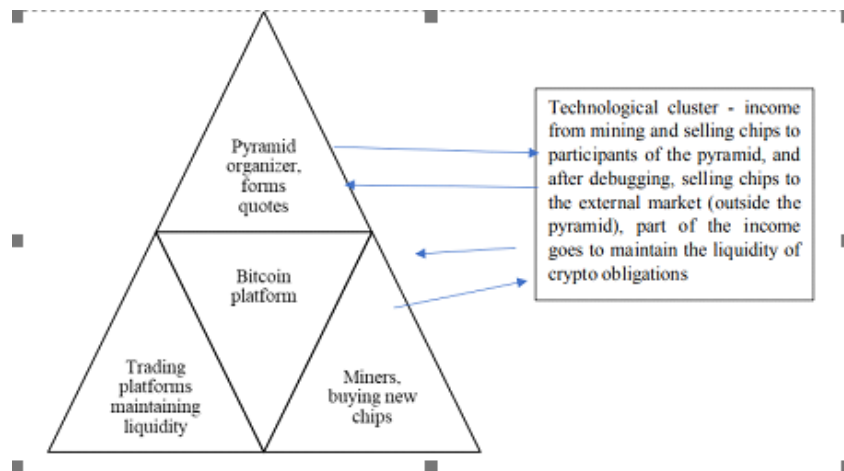 Pyramid
organizer,
forms
quotes
Technological cluster - income
from mining and selling chips to
participants of the pyramid, and
after debugging, selling chips to
the external market (outside the
pyramid), part of the income
goes to maintain the liquidity of
crypto obligations
Bitcoin
platform
Trading
platforms
maintaining
liquidity
Miners,
buying new
chips